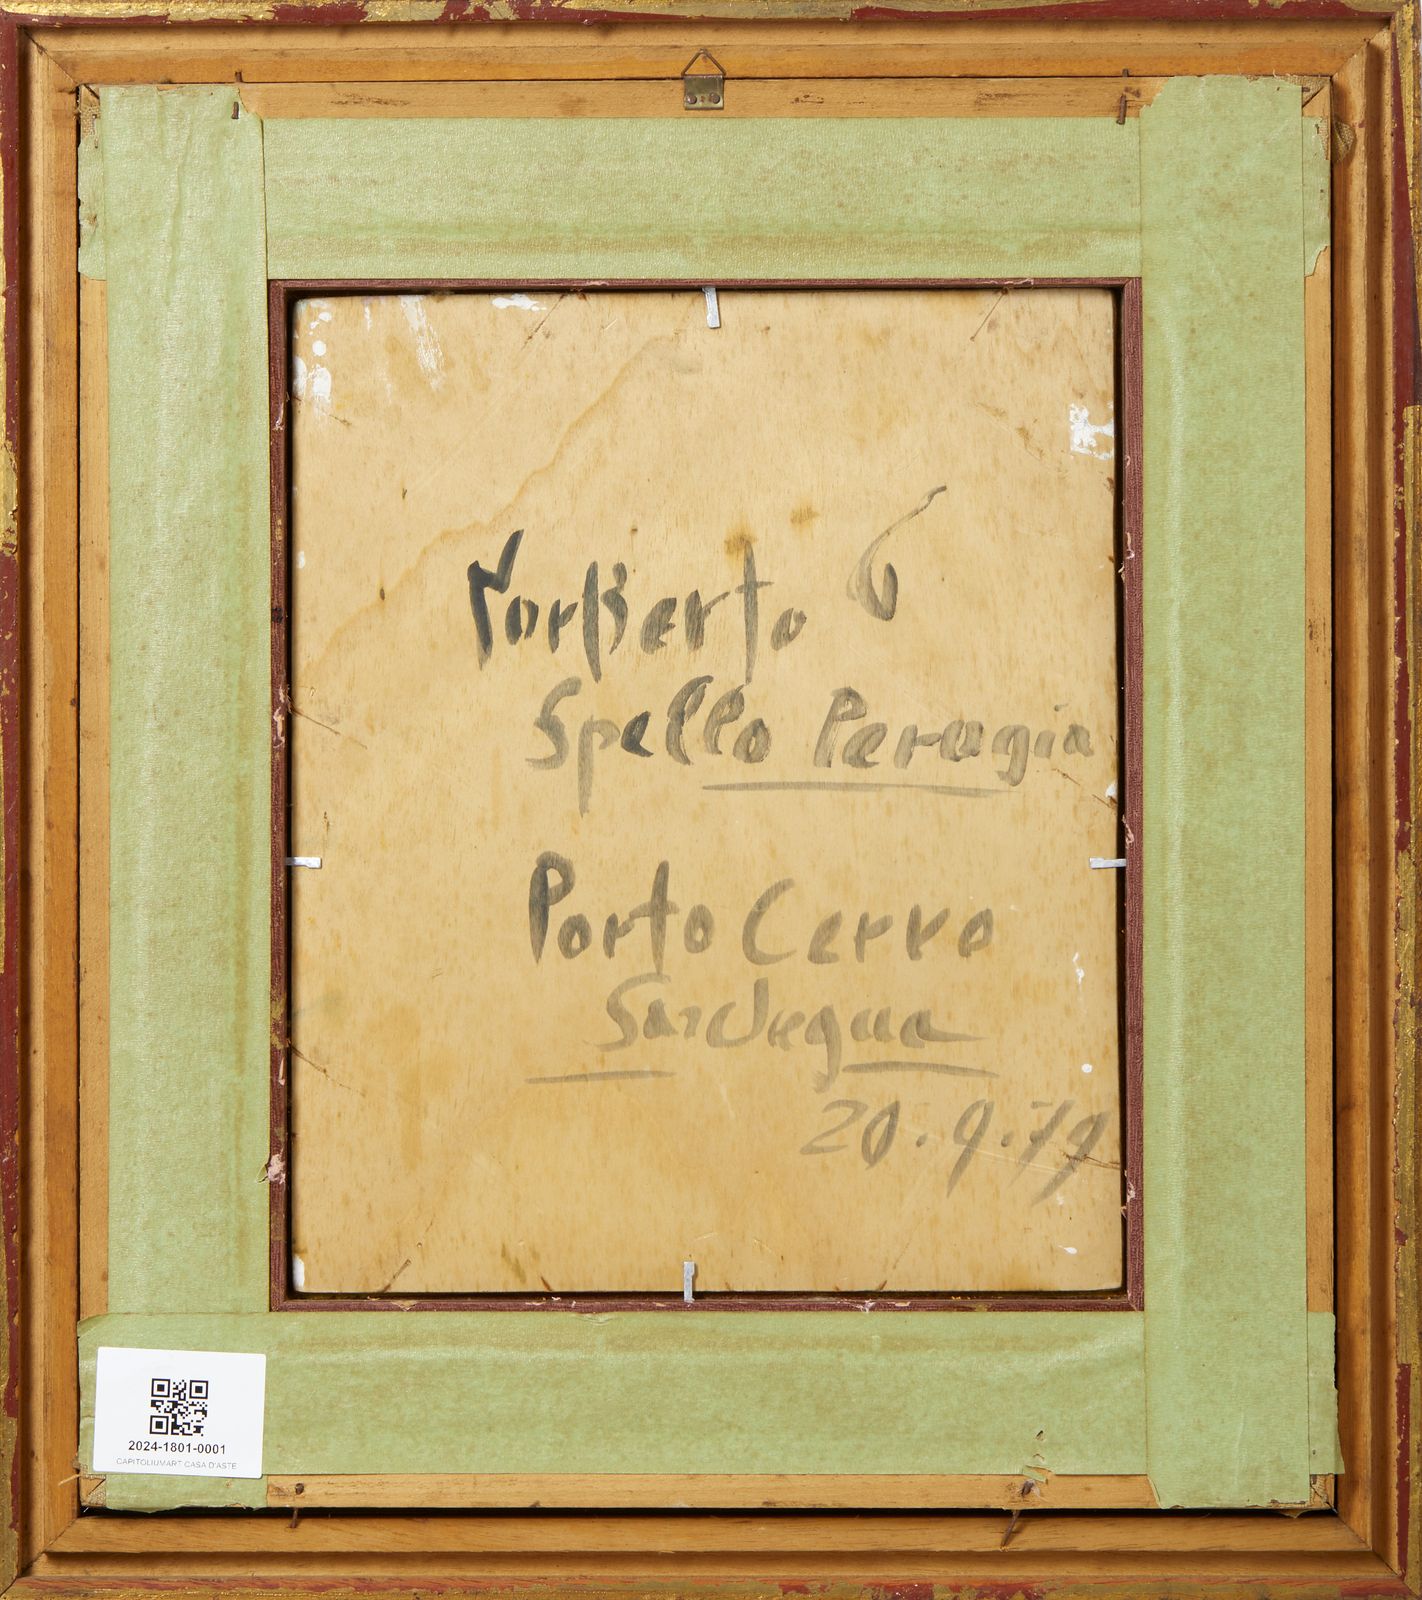 NorBerto
Spello Perugia
Porto Cervo
Sardegna
20.9.79
2024-1801-0001
CAPITOLIUMART CASA D'ASTE